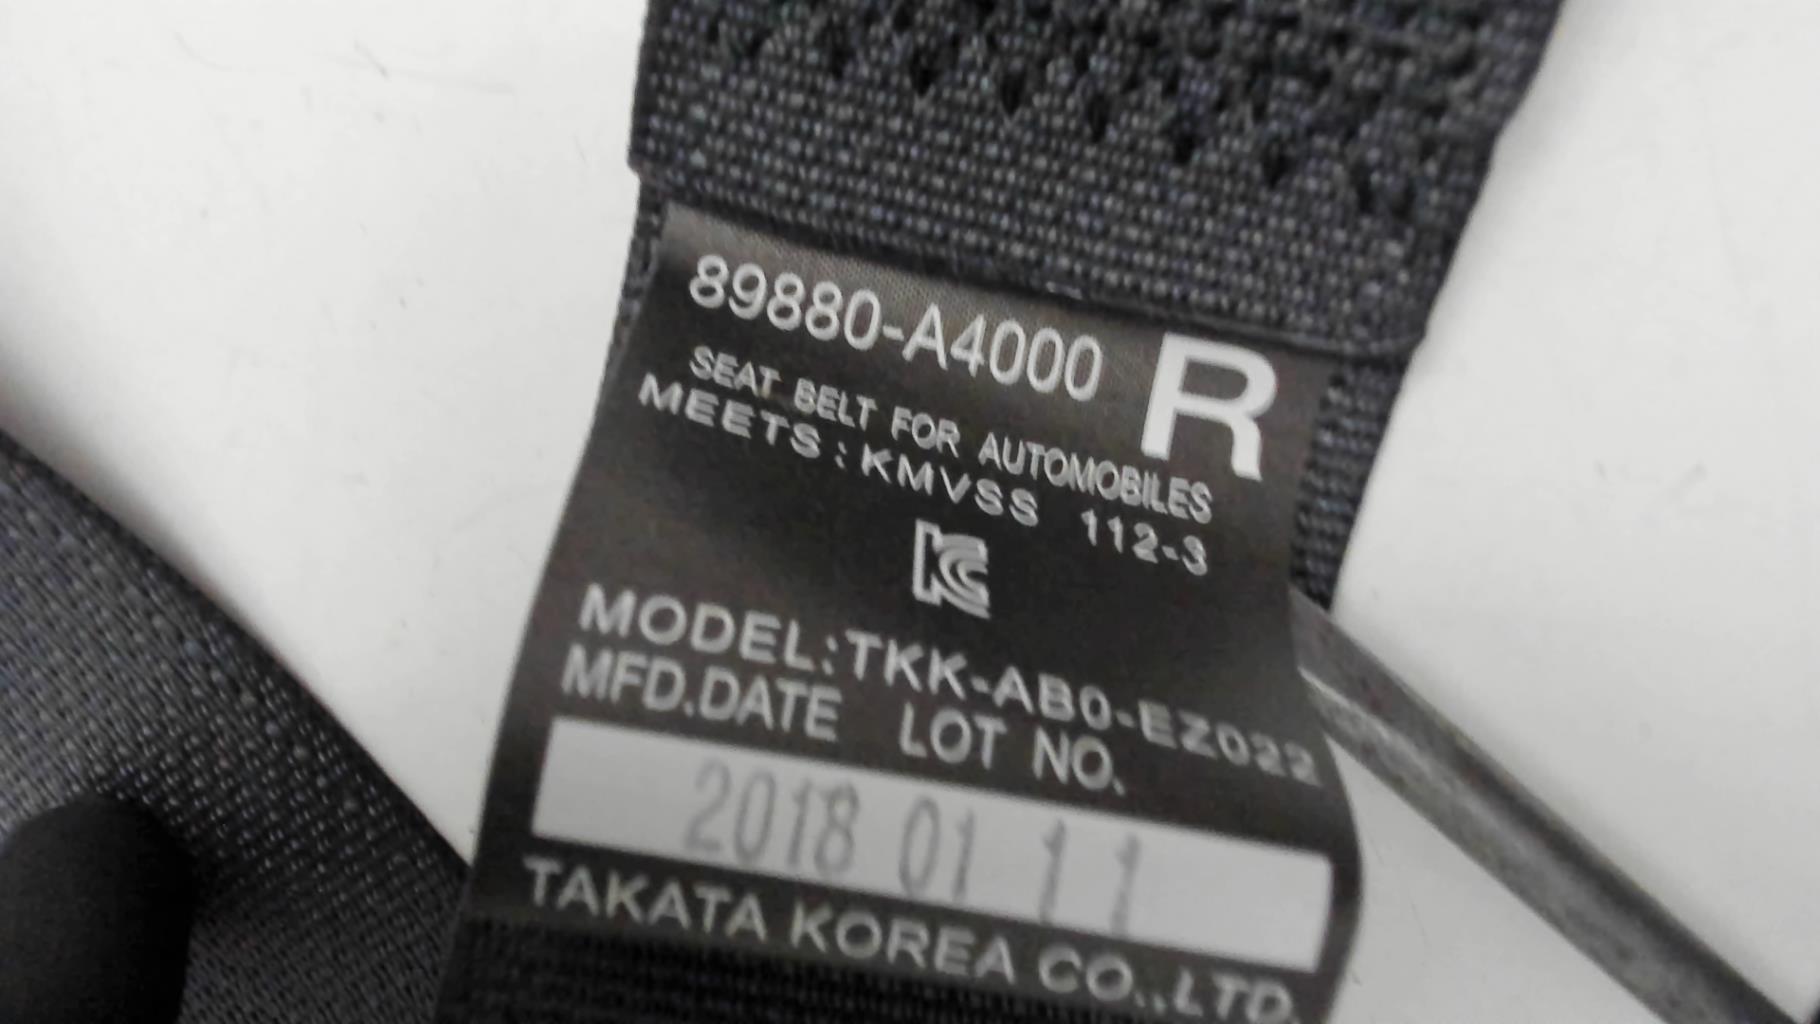 89880-A4000 R
SEAT BELT FOR AUTOMOBILES
MEETS:KMVSS 112-3
KC
MODEL:TKK-AB0-EZ022
MFD.DATE LOT NO.
2018 01 11
TAKATA KOREA CO.,LTD.